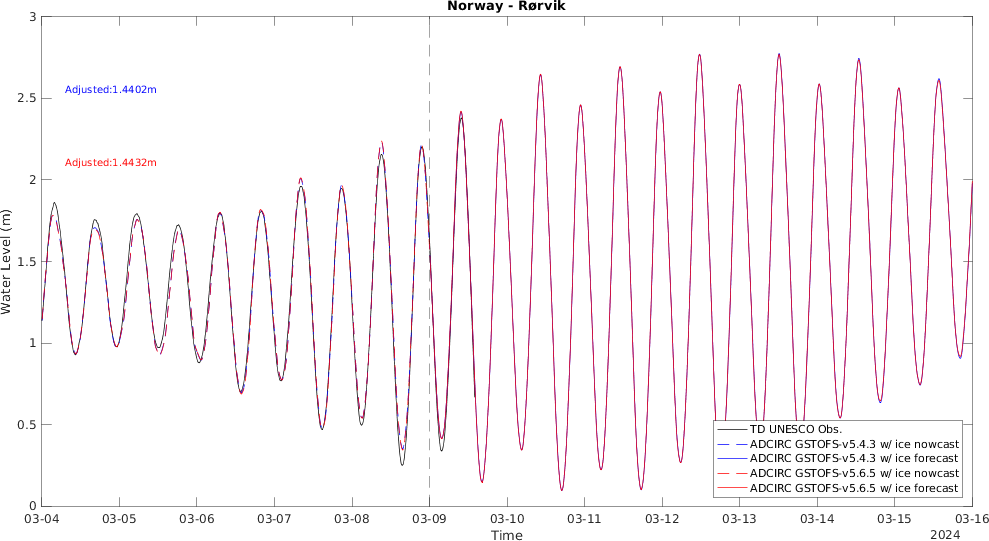 Norway - Rørvik
3
2.5
2
1.5
1
0.5
0
Water Level (m)
Adjusted:1.4402m
Adjusted:1.4432m
TD UNESCO Obs.
ADCIRC GSTOFS-v5.4.3 w/ ice nowcast
ADCIRC GSTOFS-v5.4.3 w/ ice forecast
ADCIRC GSTOFS-v5.6.5 w/ ice nowcast
ADCIRC GSTOFS-v5.6.5 w/ ice forecast
03-04 03-05 03-06 03-07 03-08 03-09 03-10 03-11 03-12 03-13 03-14 03-15 03-16
Time
2024